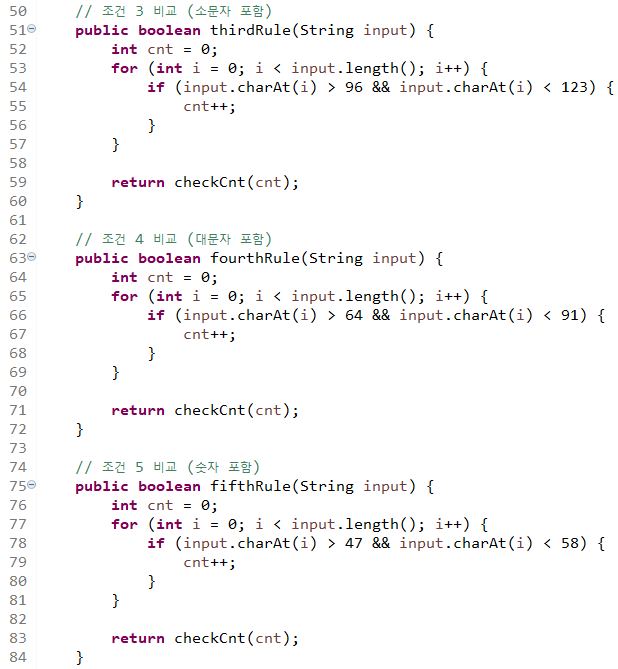 50 // 조건 3 비교 (소문자 포함)
51 public boolean thirdRule(String input) {
52 int cnt = 0;
53 for (int i = 0; i < input.length(); i++) {
54 if (input.charAt(i) > 96 && input.charAt(i) < 123) {
55 cnt++;
56 }
57 }
58
59 return checkCnt(cnt);
60 }
61
62 // 조건 4 비교 (대문자 포함)
63 public boolean fourthRule(String input) {
64 int cnt = 0;
65 for (int i = 0; i < input.length(); i++) {
66 if (input.charAt(i) > 64 && input.charAt(i) < 91) {
67 cnt++;
68 }
69 }
70
71 return checkCnt(cnt);
72 }
73
74 // 조건 5 비교 (숫자 포함)
75 public boolean fifthRule(String input) {
76 int cnt = 0;
77 for (int i = 0; i < input.length(); i++) {
78 if (input.charAt(i) > 47 && input.charAt(i) < 58) {
79 cnt++;
80 }
81 }
82
83 return checkCnt(cnt);
84 }